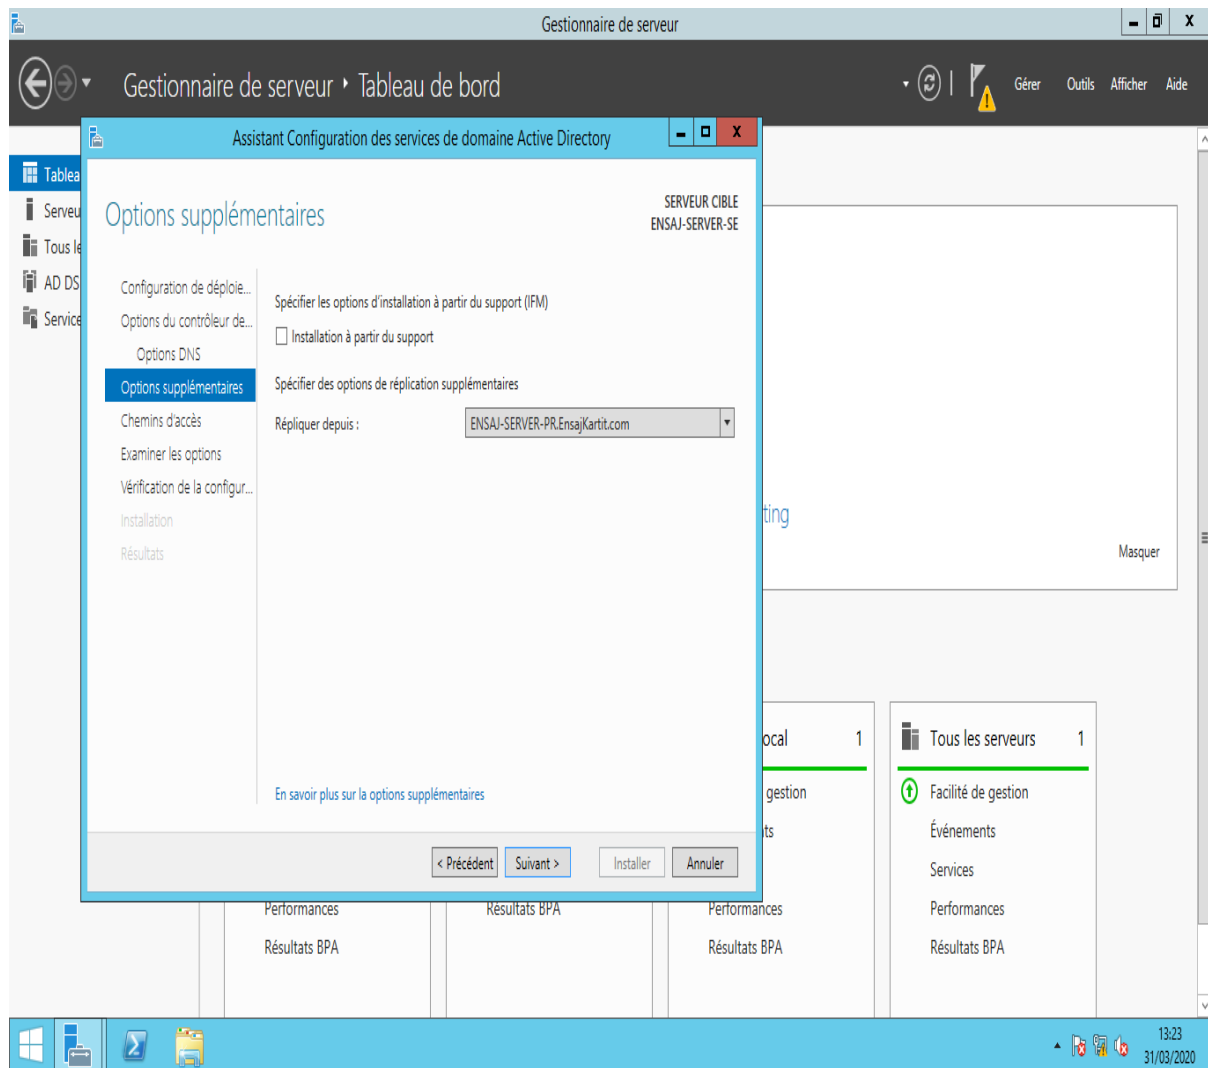 Gestionnaire de serveur
Gestionnaire de serveur • Tableau de bord
Gérer Outils Afficher Aide
Assistant Configuration des services de domaine Active Directory
Tablea
Serveu
Tous le
AD DS
Service
Options supplémentaires
SERVEUR CIBLE
ENSAJ-SERVER-SE
Configuration de déploie...
Options du contrôleur de...
Options DNS
Options supplémentaires
Chemins d'accès
Examiner les options
Vérification de la configur...
Installation
Résultats
Spécifier les options d'installation à partir du support (IFM)
Installation à partir du support
Spécifier des options de réplication supplémentaires
Répliquer depuis :
ENSAJ-SERVER-PR.EnsajKartit.com
En savoir plus sur la options supplémentaires
< Précédent Suivant > Installer Annuler
ting
Masquer
ocal 1
gestion
ts
Performances
Résultats BPA
Tous les serveurs 1
Facilité de gestion
Événements
Services
Performances
Résultats BPA
Performances
Résultats BPA
Résultats BPA
13:23
31/03/2020